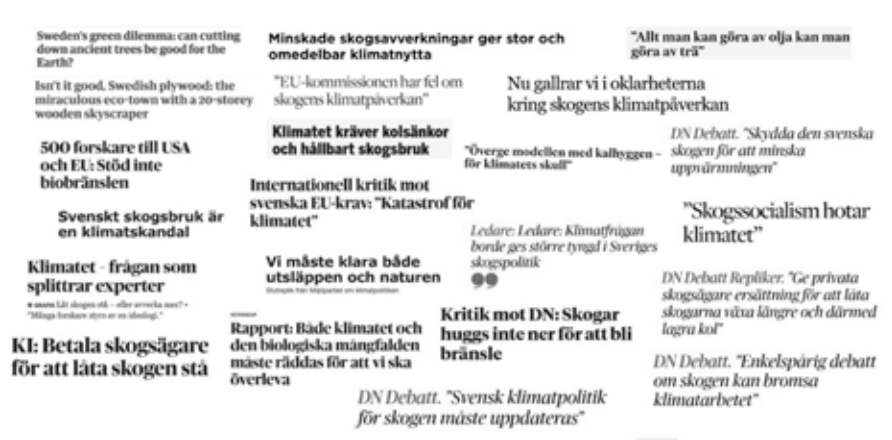 Sweden's green dilemma: can cutting
down ancient trees be good for the
Earth?
Minskade skogsavverkningar ger stor och
omedelbar klimatnytta
"Allt man kan göra av olja kan man
göra av trä"
Isn't it good, Swedish plywood: the
miraculous eco-town with a 20-storey
wooden skyscraper
"EU-kommissionen har fel om
skogens klimatpåverkan"
Nu gallrar vi i oklarheterna
kring skogens klimatpåverkan
500 forskare till USA
och EU: Stöd inte
biobränslen
Klimatet kräver kolsänkor
och hållbart skogsbruk
"Överge modellen med kalhyggen –
för klimatets skull"
DN Debatt. "Skydda den svenska
skogen för att minska
uppvärmningen"
Internationell kritik mot
svenska EU-krav: "Katastrof för
klimatet"
Svenskt skogsbruk är
en klimatskandal
Ledare: Ledare: Klimatfrågan
borde ges större tyngd i Sveriges
skogspolitik
"Skogssocialism hotar
klimatet"
Klimatet – frågan som
splittrar experter
Låt skogen stå – eller avverka mer? •
"Många forskare styrs av en ideologi."
Vi måste klara både
utsläppen och naturen
DN Debatt Repliker. "Ge privata
skogsägare ersättning för att låta
skogarna växa längre och därmed
lagra kol"
KI: Betala skogsägare
för att låta skogen stå
Rapport: Både klimatet och
den biologiska mångfalden
måste räddas för att vi ska
överleva
Kritik mot DN: Skogar
huggs inte ner för att bli
bränsle
DN Debatt. "Enkelspårig debatt
om skogen kan bromsa
klimatarbetet"
DN Debatt. "Svensk klimatpolitik
för skogen måste uppdateras"